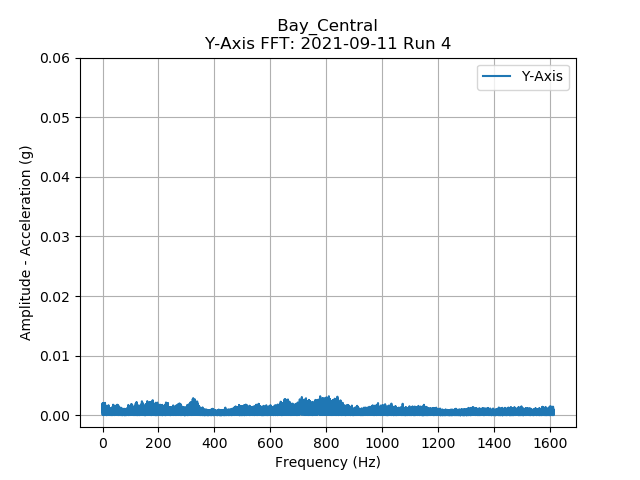 Bay_Central
Y-Axis FFT: 2021-09-11 Run 4
Y-Axis
Amplitude - Acceleration (g)
0.06
0.05
0.04
0.03
0.02
0.01
0.00
0 200 400 600 800 1000 1200 1400 1600
Frequency (Hz)